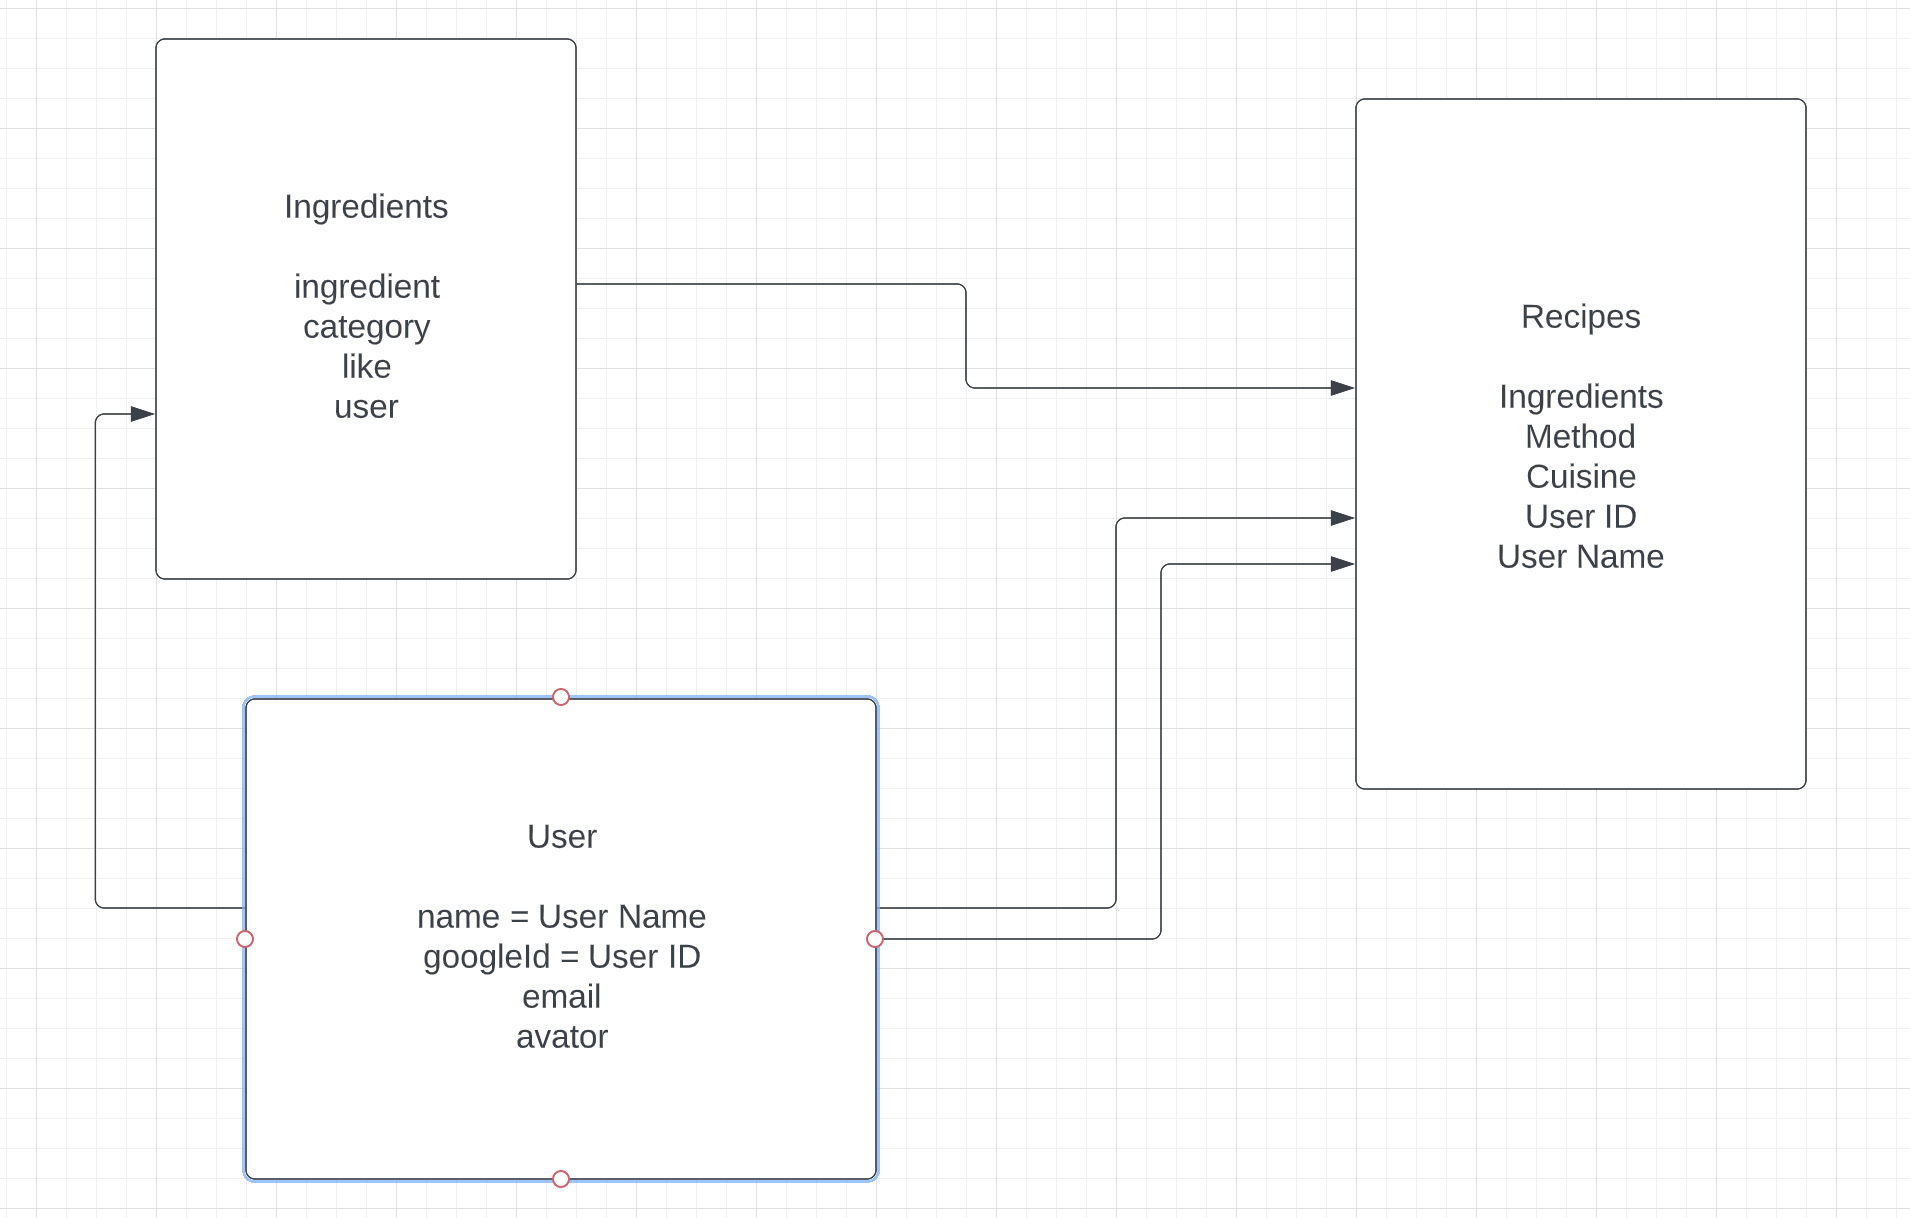 Ingredients
ingredient
category
like
user
Recipes
Ingredients
Method
Cuisine
User ID
User Name
User
name = User Name
googleId = User ID
email
avator